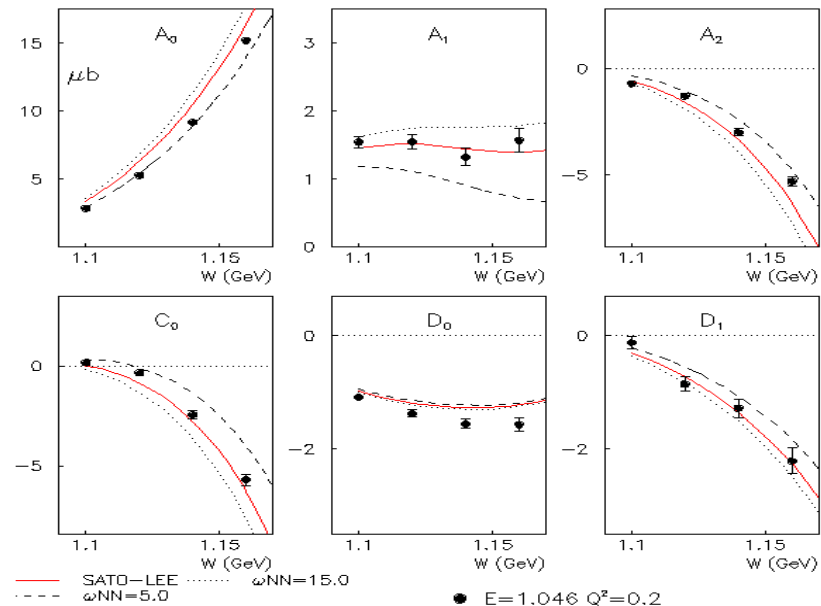 A₀ A₁ A₂
15 3 0
μb
10 2
5 1 −5
0
1.1 1.15 1.1 1.15 1.1 1.15
W (GeV) W (GeV) W (GeV)
C₀ D₀ D₁
0 0 0
−2 −2
−5
1.1 1.15 1.1 1.15 1.1 1.15
W (GeV) W (GeV) W (GeV)
SATO−LEE ωNN=15.0
ωNN=5.0 E=1.046 Q²=0.2